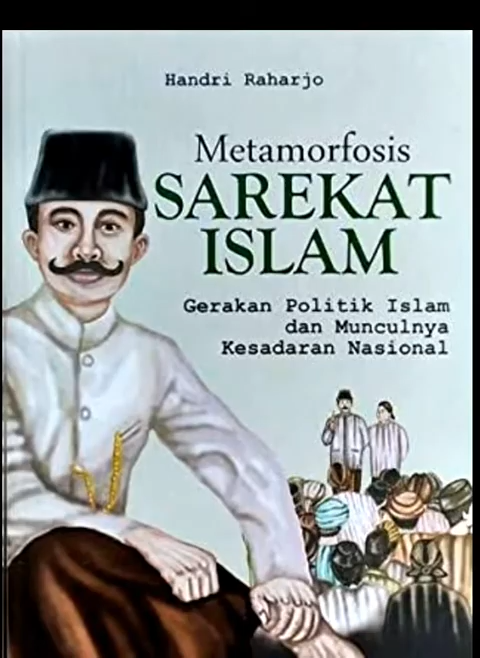 Handri Raharjo
Metamorfosis
SAREKAT
ISLAM
Gerakan Politik Islam
dan Munculnya
Kesadaran Nasional